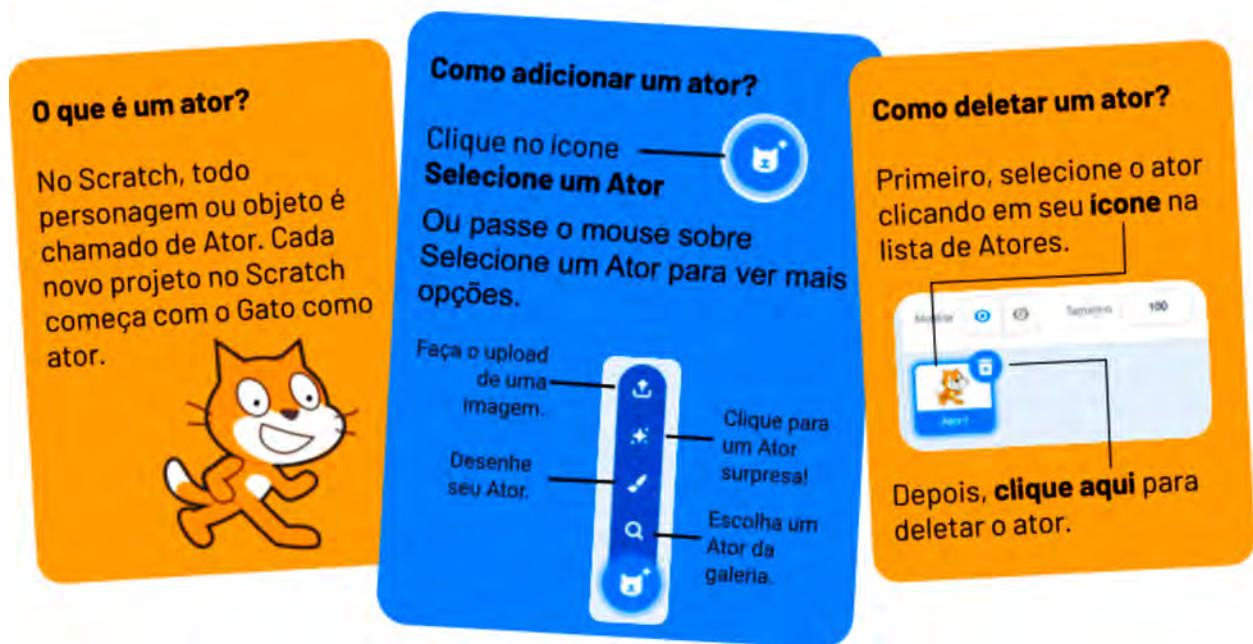 O que é um ator?
No Scratch, todo
personagem ou objeto é
chamado de Ator. Cada
novo projeto no Scratch
começa com o Gato como
ator.
Como adicionar um ator?
Clique no ícone
Selecione um Ator
Ou passe o mouse sobre
Selecione um Ator para ver mais
opções.
Faça o upload
de uma
imagem.
Clique para
um Ator
surpresa!
Desenhe
seu Ator.
Escolha um
Ator da
galeria.
Como deletar um ator?
Primeiro, selecione o ator
clicando em seu ícone na
lista de Atores.
Mostrar Tamanho 100
Ator1
Depois, clique aqui para
deletar o ator.